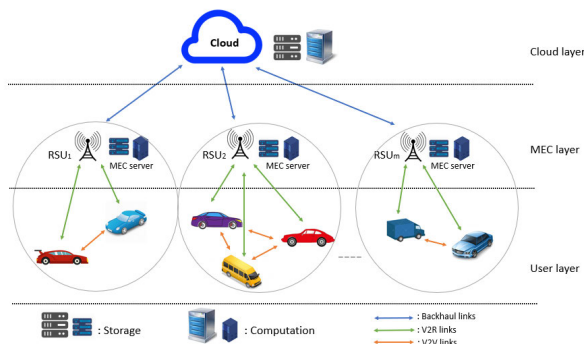 Cloud
Cloud layer
RSU1
MEC server
RSU2
MEC server
RSUm
MEC server
MEC layer
User layer
: Storage
: Computation
: Backhaul links
: V2R links
: V2V links